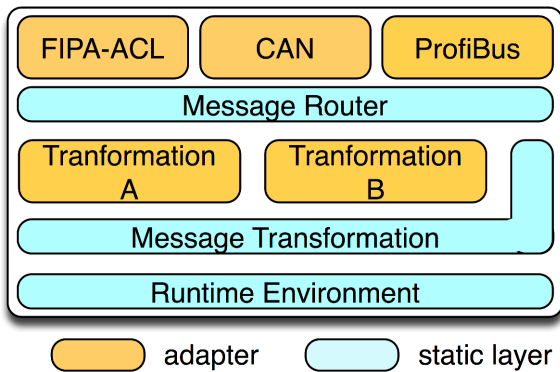 FIPA-ACL CAN ProfiBus
Message Router
Tranformation Tranformation
A B
Message Transformation
Runtime Environment
adapter static layer